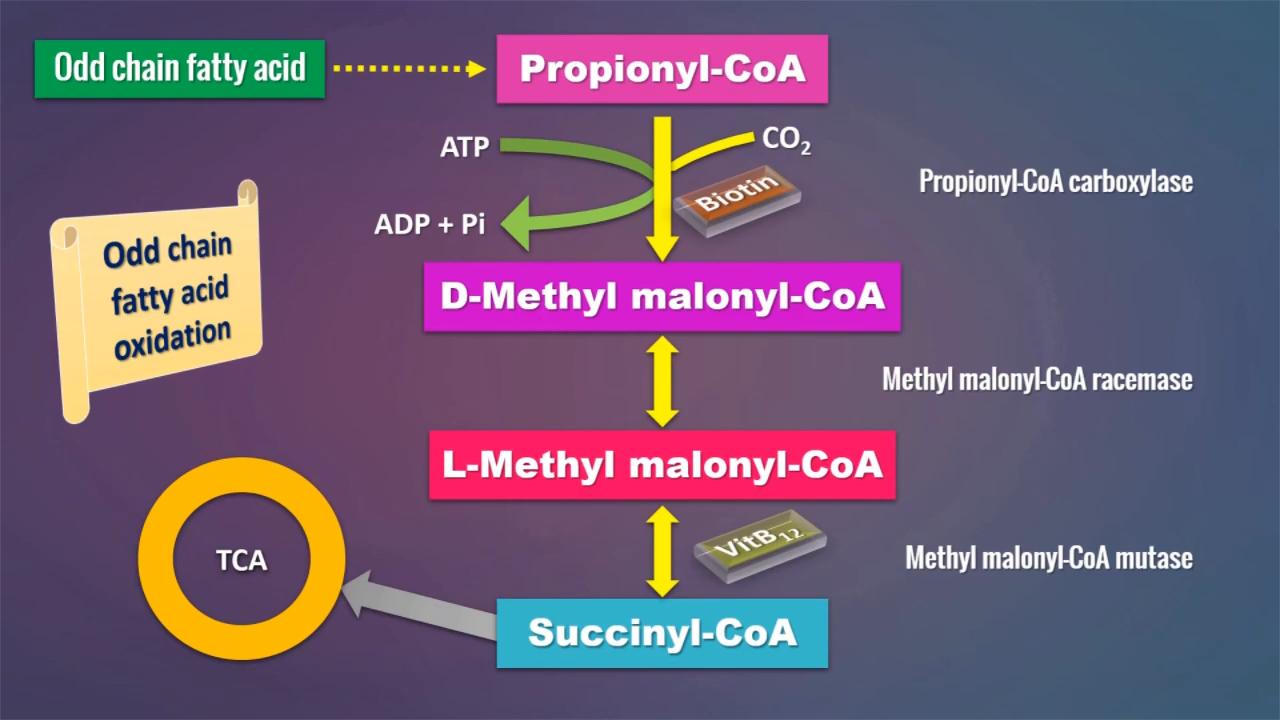 Odd chain fatty acid
Propionyl-CoA
ATP
CO₂
Biotin
Propionyl-CoA carboxylase
ADP + Pi
Odd chain
fatty acid
oxidation
D-Methyl malonyl-CoA
Methyl malonyl-CoA racemase
L-Methyl malonyl-CoA
VitB₁₂
Methyl malonyl-CoA mutase
TCA
Succinyl-CoA